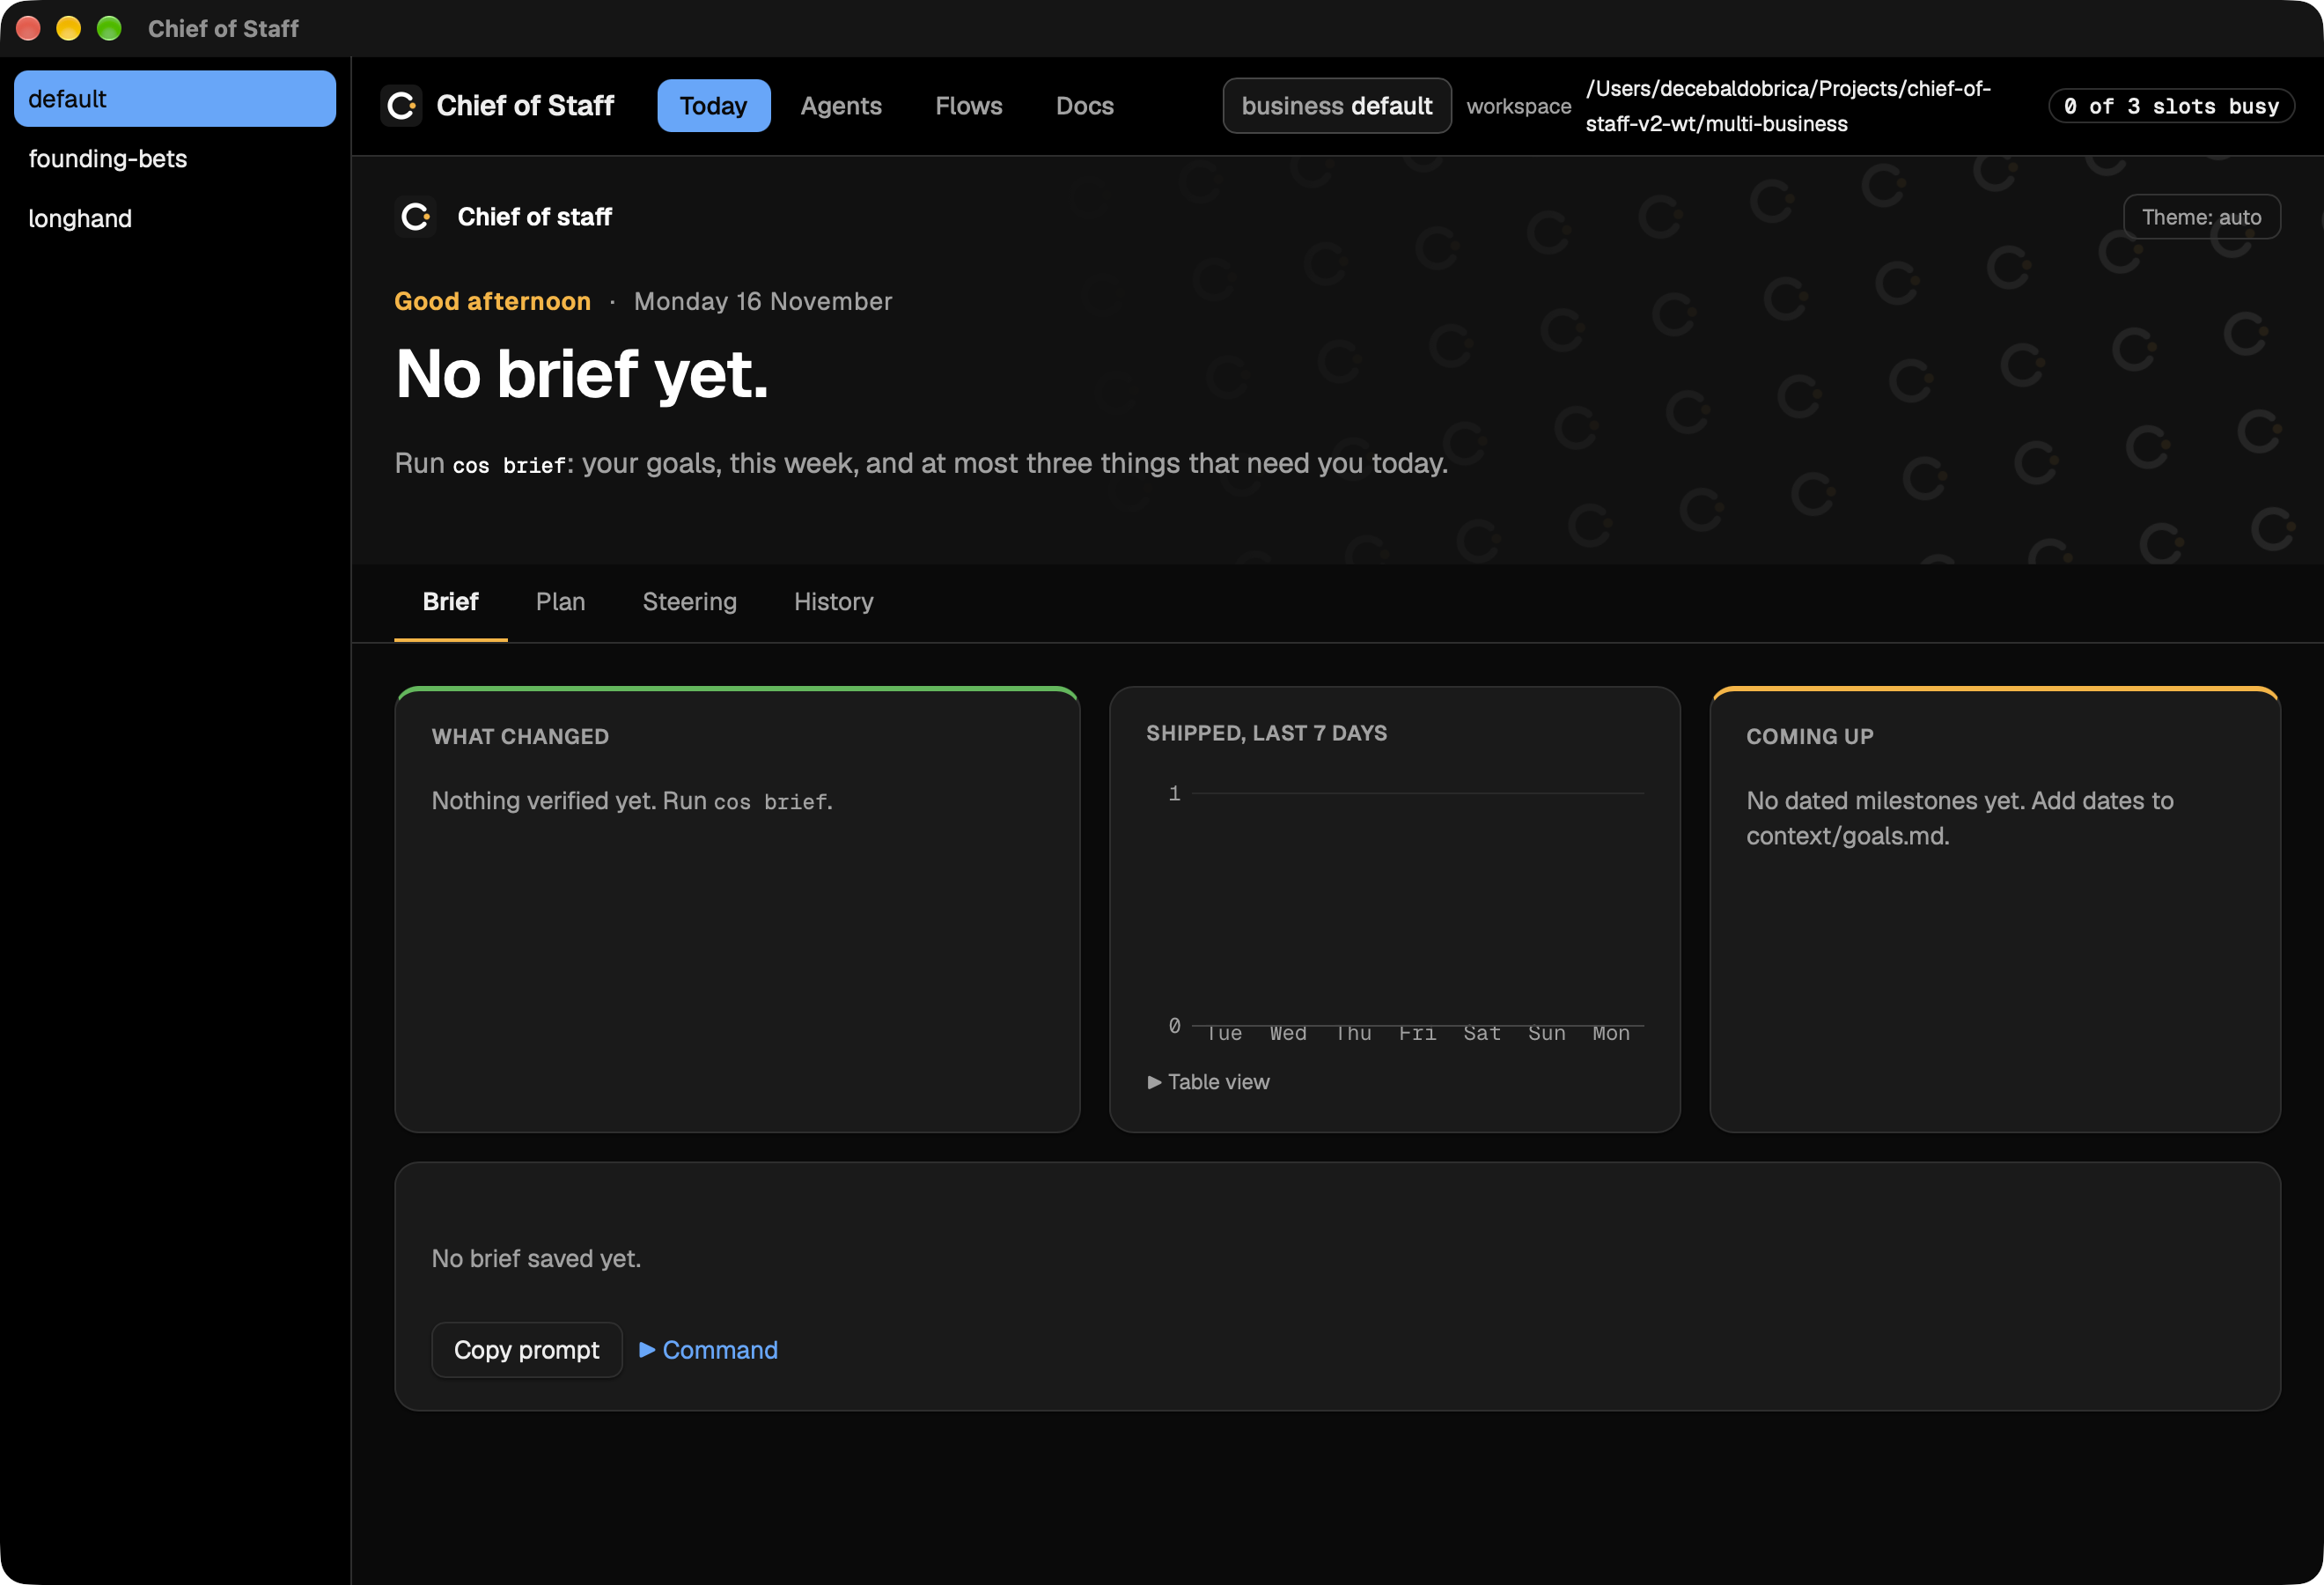 Chief of Staff
default
founding-bets
longhand
Chief of Staff
Today
Agents
Flows
Docs
business default
workspace
/Users/decebaldobrica/Projects/chief-of-
staff-v2-wt/multi-business
0 of 3 slots busy
Chief of staff
Theme: auto
Good afternoon · Monday 16 November
No brief yet.
Run cos brief: your goals, this week, and at most three things that need you today.
Brief
Plan
Steering
History
WHAT CHANGED
Nothing verified yet. Run cos brief.
SHIPPED, LAST 7 DAYS
1
0
Tue Wed Thu Fri Sat Sun Mon
Table view
COMING UP
No dated milestones yet. Add dates to
context/goals.md.
No brief saved yet.
Copy prompt
Command